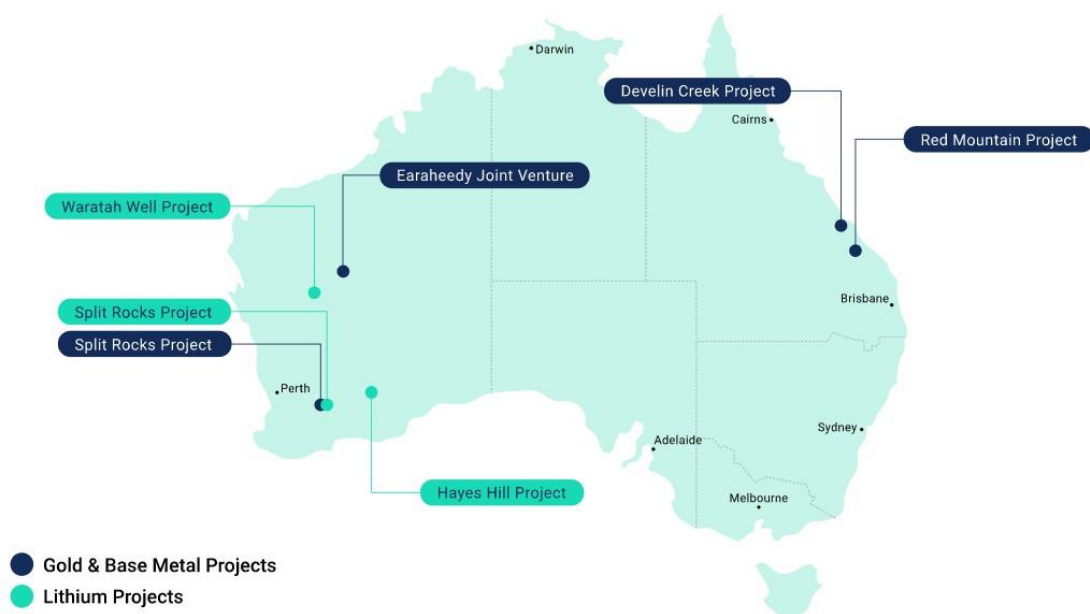 Darwin
Develin Creek Project
Cairns
Red Mountain Project
Earaheedy Joint Venture
Waratah Well Project
Brisbane
Split Rocks Project
Split Rocks Project
Perth
Sydney
Adelaide
Hayes Hill Project
Melbourne
Gold & Base Metal Projects
Lithium Projects